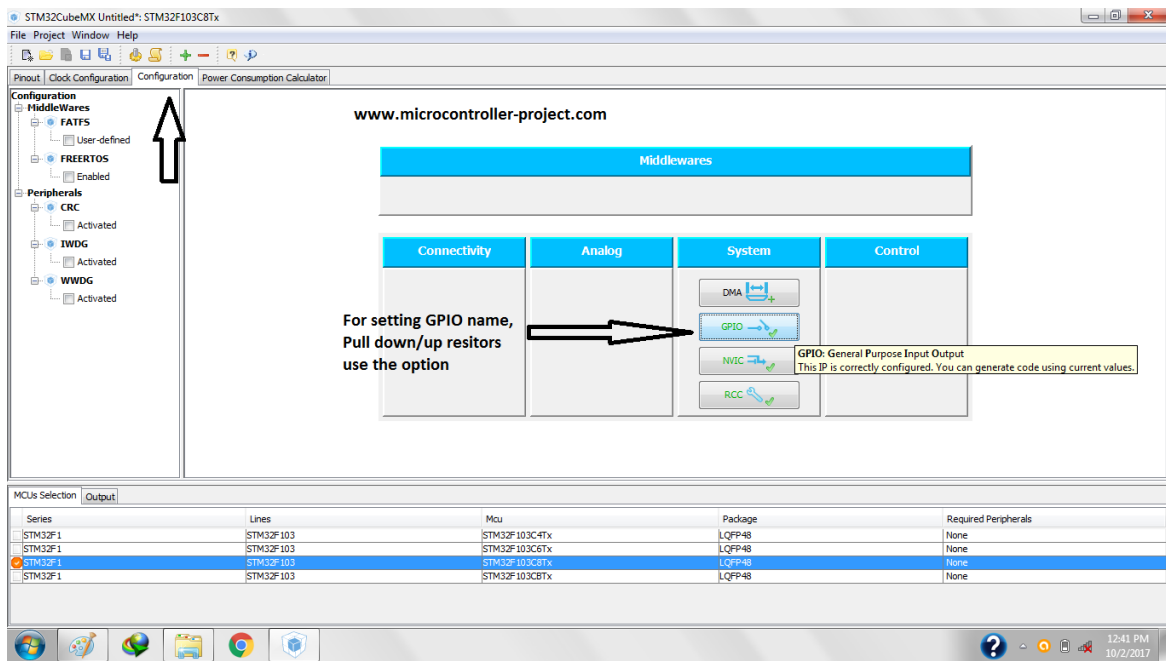 STM32CubeMX Untitled*: STM32F103C8Tx
File Project Window Help
Pinout Clock Configuration Configuration Power Consumption Calculator
Configuration
MiddleWares
FATFS
User-defined
FREERTOS
Enabled
Peripherals
CRC
Activated
IWDG
Activated
WWDG
Activated
www.microcontroller-project.com
Middlewares
Connectivity Analog System Control
DMA
GPIO
NVIC
RCC
For setting GPIO name,
Pull down/up resitors
use the option
GPIO: General Purpose Input Output
This IP is correctly configured. You can generate code using current values.
MCUs Selection Output
Series Lines Mcu Package Required Peripherals
STM32F1 STM32F103 STM32F103C4Tx LQFP48 None
STM32F1 STM32F103 STM32F103C6Tx LQFP48 None
STM32F1 STM32F103 STM32F103C8Tx LQFP48 None
STM32F1 STM32F103 STM32F103CBTx LQFP48 None
12:41 PM
10/2/2017